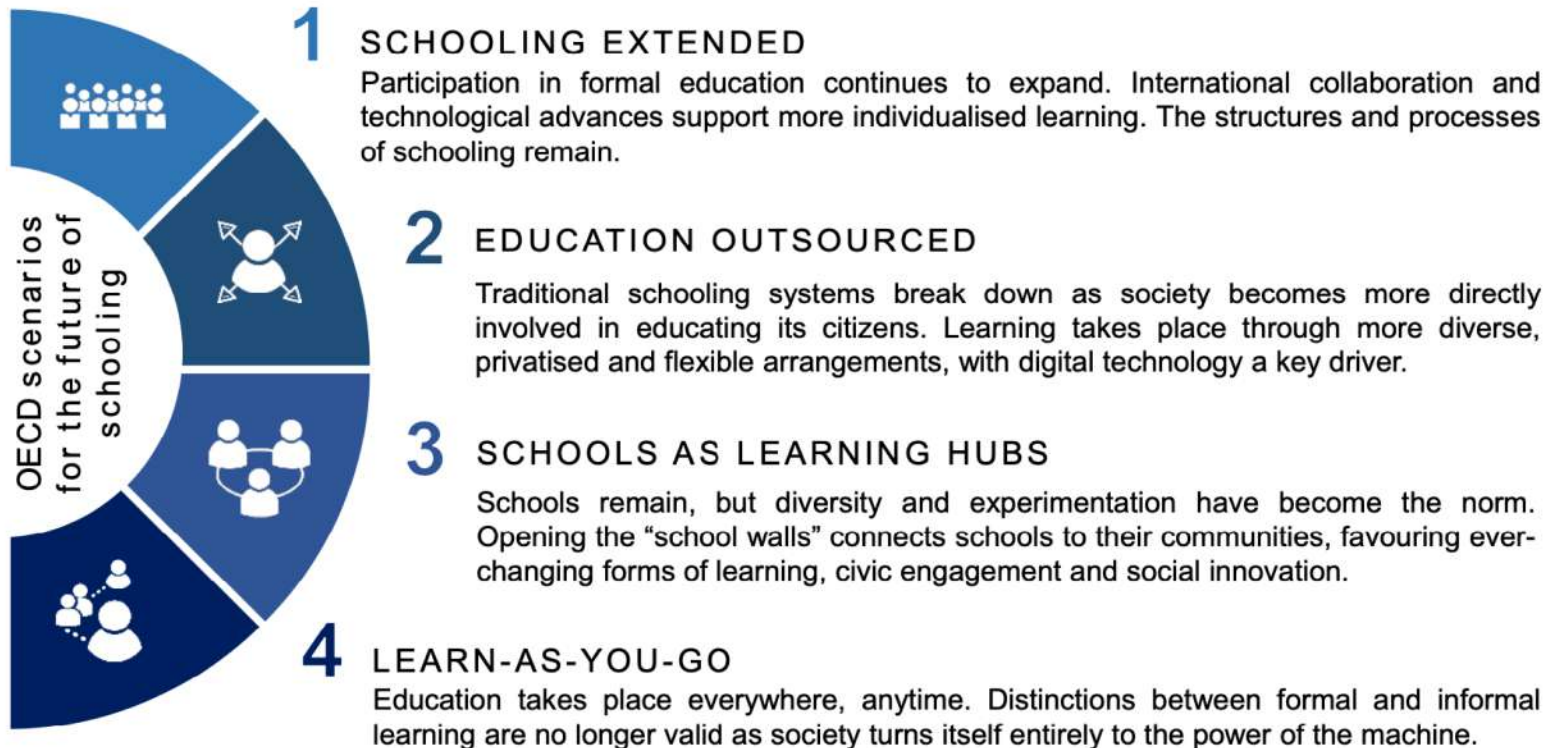 OECD scenarios
for the future of
schooling
1
SCHOOLING EXTENDED
Participation in formal education continues to expand. International collaboration and
technological advances support more individualised learning. The structures and processes
of schooling remain.
2
EDUCATION OUTSOURCED
Traditional schooling systems break down as society becomes more directly
involved in educating its citizens. Learning takes place through more diverse,
privatised and flexible arrangements, with digital technology a key driver.
3
SCHOOLS AS LEARNING HUBS
Schools remain, but diversity and experimentation have become the norm.
Opening the “school walls” connects schools to their communities, favouring ever-
changing forms of learning, civic engagement and social innovation.
4
LEARN-AS-YOU-GO
Education takes place everywhere, anytime. Distinctions between formal and informal
learning are no longer valid as society turns itself entirely to the power of the machine.